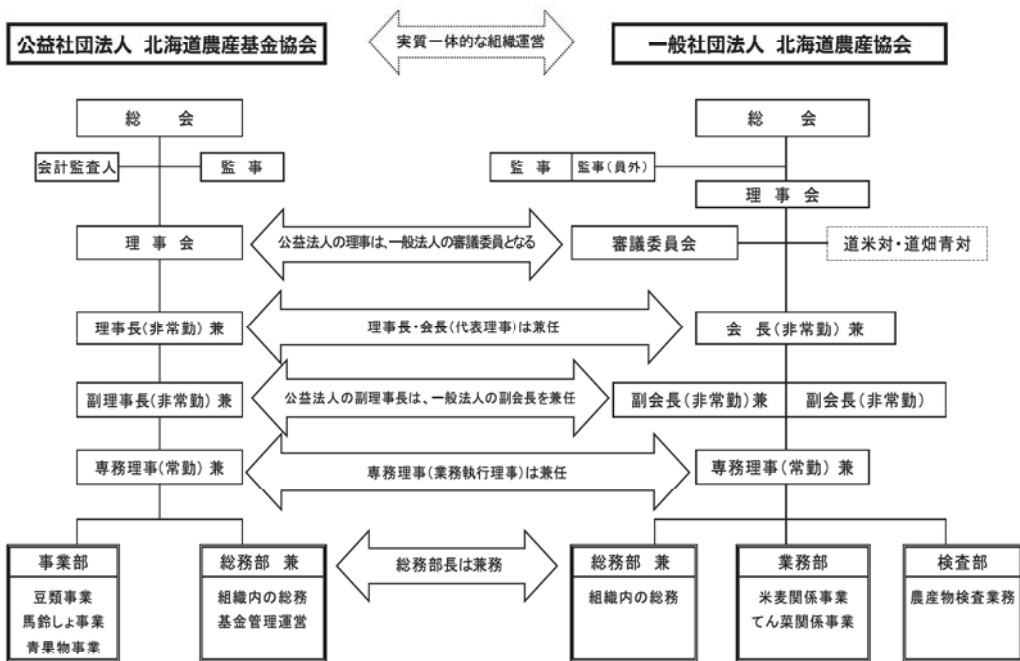 公益社団法人 北海道農産基金協会
実質一体的な組織運営
一般社団法人 北海道農産協会
総 会
総 会
会計監査人
監 事
監 事
監事(員外)
理 事 会
理 事 会
公益法人の理事は、一般法人の審議委員となる
審議委員会
道米対・道畑青対
理事長(非常勤) 兼
理事長・会長(代表理事)は兼任
会 長(非常勤) 兼
副理事長(非常勤) 兼
公益法人の副理事長は、一般法人の副会長を兼任
副会長(非常勤)兼
副会長(非常勤)
専務理事(常勤) 兼
専務理事(業務執行理事)は兼任
専務理事(常勤) 兼
事業部
豆類事業
馬鈴しょ事業
青果物事業
総務部 兼
組織内の総務
基金管理運営
総務部長は兼務
総務部 兼
組織内の総務
業務部
米麦関係事業
てん菜関係事業
検査部
農産物検査業務